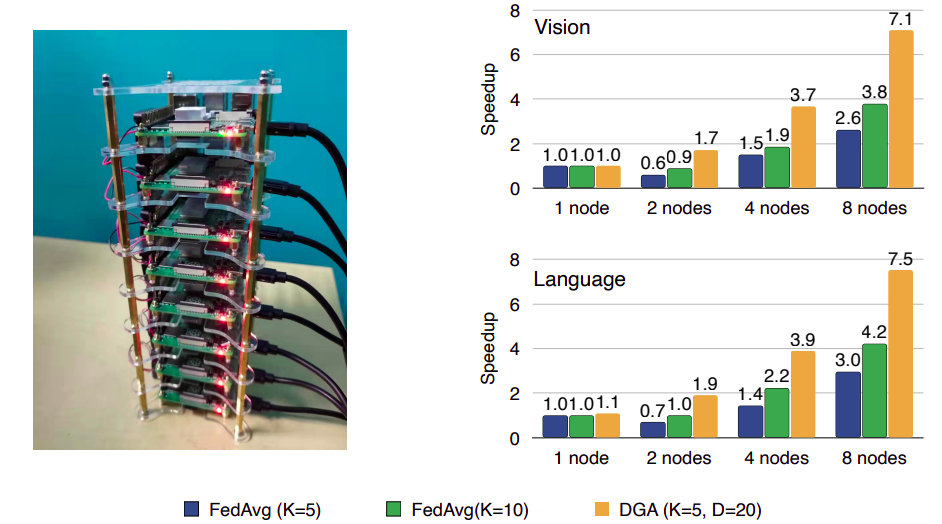 8
Vision
7.1
6
Speedup
4
3.7
3.8
2.6
2
1.0 1.0 1.0
0.6 0.9 1.7
1.5 1.9
0
1 node
2 nodes
4 nodes
8 nodes
8
Language
7.5
6
Speedup
4
3.9
4.2
3.0
2
1.0 1.0 1.1
0.7 1.0 1.9
1.4 2.2
0
1 node
2 nodes
4 nodes
8 nodes
FedAvg (K=5)
FedAvg(K=10)
DGA (K=5, D=20)